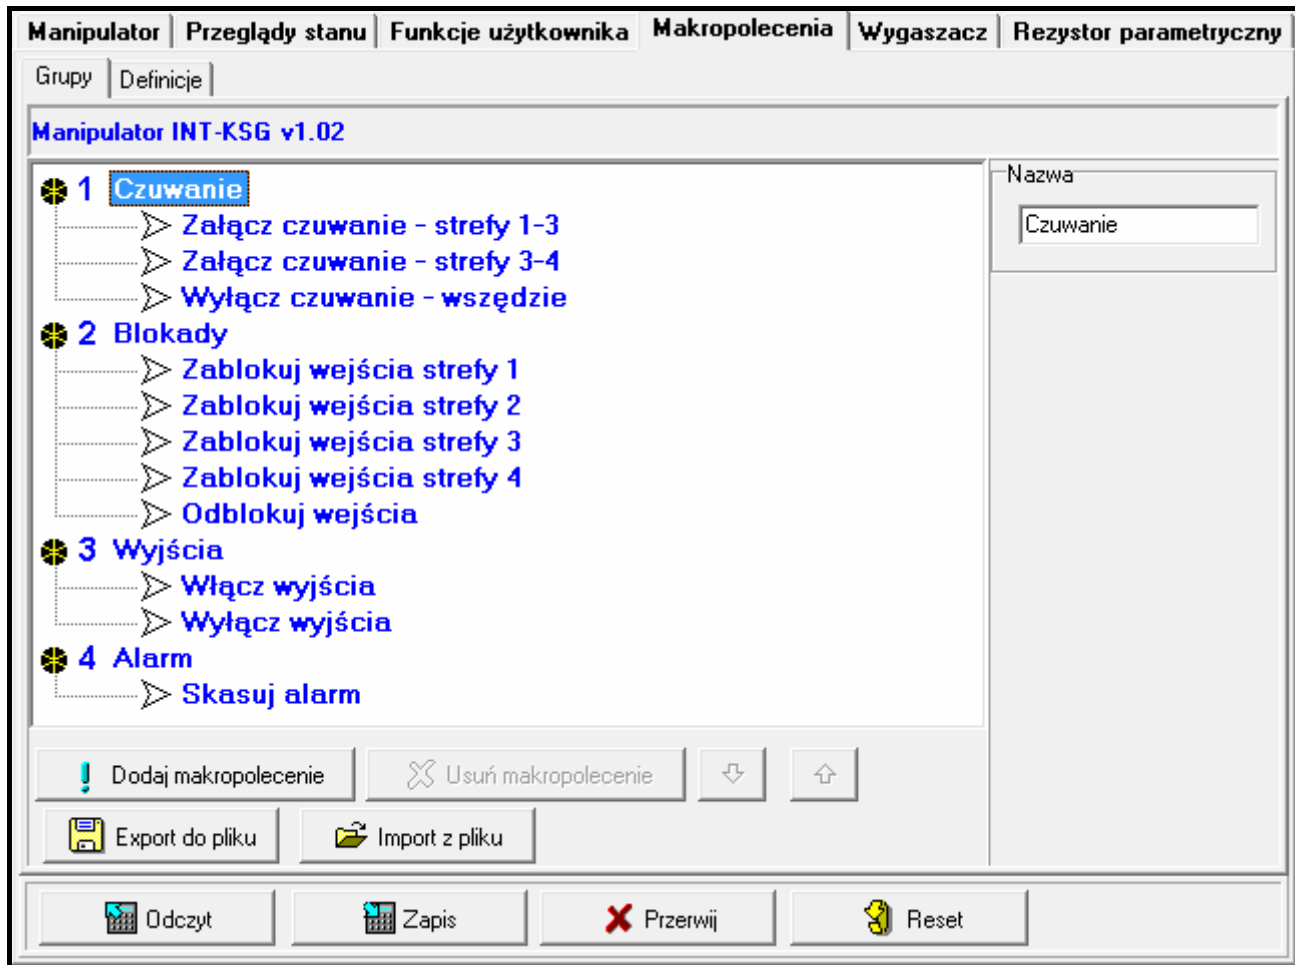 Manipulator Przeglądy stanu Funkcje użytkownika Makropolecenia Wygaszacz Rezystor parametryczny
Grupy Definicje
Manipulator INT-KSG v1.02
Nazwa
Czuwanie
1 Czuwanie
Załącz czuwanie - strefy 1-3
Załącz czuwanie - strefy 3-4
Wyłącz czuwanie - wszędzie
2 Blokady
Zablokuj wejścia strefy 1
Zablokuj wejścia strefy 2
Zablokuj wejścia strefy 3
Zablokuj wejścia strefy 4
Odblokuj wejścia
3 Wyjścia
Włącz wyjścia
Wyłącz wyjścia
4 Alarm
Skasuj alarm
Dodaj makropolecenie Usuń makropolecenie
Export do pliku Import z pliku
Odczyt Zapis Przerwij Reset